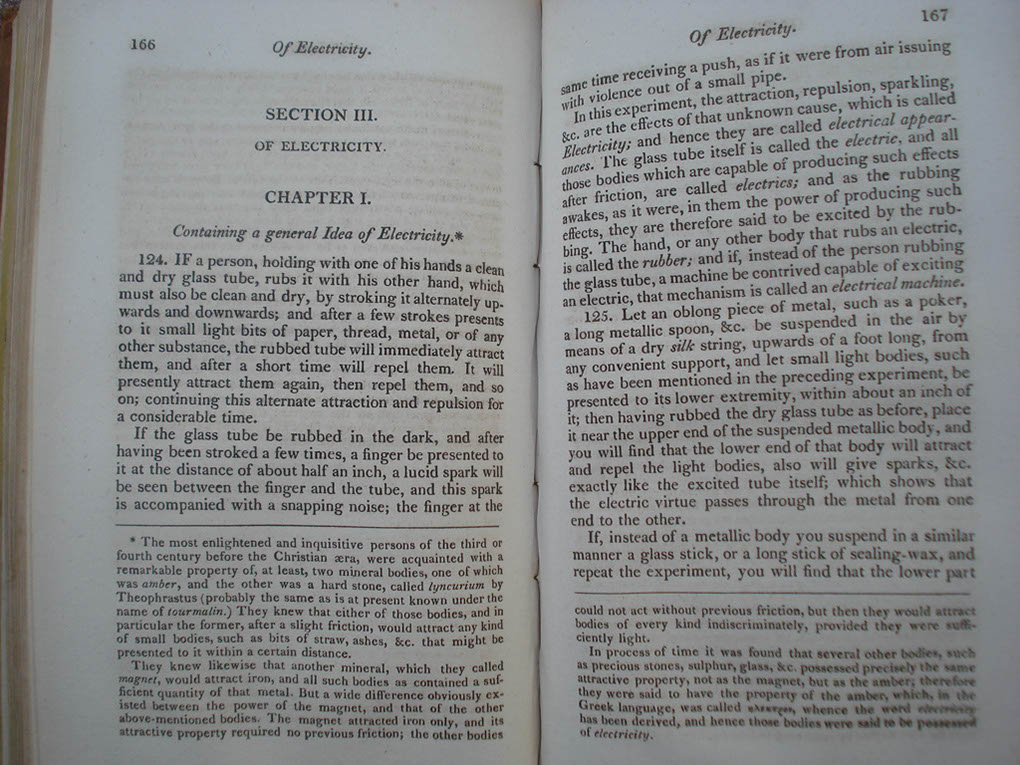 166
Of Electricity.
SECTION III.
OF ELECTRICITY.
CHAPTER I.
Containing a general Idea of Electricity.*
124. IF a person, holding with one of his hands a clean
and dry glass tube, rubs it with his other hand, which
must also be clean and dry, by stroking it alternately up-
wards and downwards; and after a few strokes presents
to it small light bits of paper, thread, metal, or of any
other substance, the rubbed tube will immediately attract
them, and after a short time will repel them. It will
presently attract them again, then repel them, and so
on; continuing this alternate attraction and repulsion for
a considerable time.
If the glass tube be rubbed in the dark, and after
having been stroked a few times, a finger be presented to
it at the distance of about half an inch, a lucid spark will
be seen between the finger and the tube, and this spark
is accompanied with a snapping noise; the finger at the
* The most enlightened and inquisitive persons of the third or
fourth century before the Christian æra, were acquainted with a
remarkable property of, at least, two mineral bodies, one of which
was amber, and the other was a hard stone, called lyncurium by
Theophrastus (probably the same as is at present known under the
name of tourmalin.) They knew that either of those bodies, and in
particular the former, after a slight friction, would attract any kind
of small bodies, such as bits of straw, ashes, &c. that might be
presented to it within a certain distance.
They knew likewise that another mineral, which they called
magnet, would attract iron, and all such bodies as contained a suf-
ficient quantity of that metal. But a wide difference obviously ex-
isted between the power of the magnet, and that of the other
above-mentioned bodies. The magnet attracted iron only, and its
attractive property required no previous friction; the other bodies
Of Electricity.
167
same time receiving a push, as if it were from air issuing
with violence out of a small pipe.
In this experiment, the attraction, repulsion, sparkling,
&c. are the effects of that unknown cause, which is called
Electricity; and hence they are called electrical appear-
ances. The glass tube itself is called the electric, and all
those bodies which are capable of producing such effects
after friction, are called electrics; and as the rubbing
awakes, as it were, in them the power of producing such
effects, they are therefore said to be excited by the rub-
bing. The hand, or any other body that rubs an electric,
is called the rubber; and if, instead of the person rubbing
the glass tube, a machine be contrived capable of exciting
an electric, that mechanism is called an electrical machine.
125. Let an oblong piece of metal, such as a poker,
a long metallic spoon, &c. be suspended in the air by
means of a dry silk string, upwards of a foot long, from
any convenient support, and let small light bodies, such
as have been mentioned in the preceding experiment, be
presented to its lower extremity, within about an inch of
it; then having rubbed the dry glass tube as before, place
it near the upper end of the suspended metallic body, and
you will find that the lower end of that body will attract
and repel the light bodies, also will give sparks, &c.
exactly like the excited tube itself; which shows that
the electric virtue passes through the metal from one
end to the other.
If, instead of a metallic body you suspend in a similar
manner a glass stick, or a long stick of sealing-wax, and
repeat the experiment, you will find that the lower part
could not act without previous friction, but then they would attract
bodies of every kind indiscriminately, provided they were suffi-
ciently light.
In process of time it was found that several other bodies, such
as precious stones, sulphur, glass, &c. possessed precisely the same
attractive property, not as the magnet, but as the amber; therefore
they were said to have the property of the amber, which, in the
Greek language, was called whence the word electricity
has been derived, and hence those bodies were said to be possessed
of electricity.